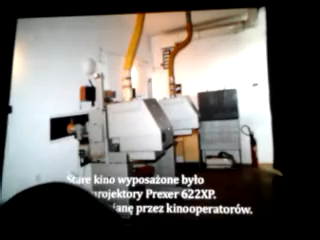 Stare kino wyposażone było
projektory Prexer 622XP.
przez kinooperatorów.